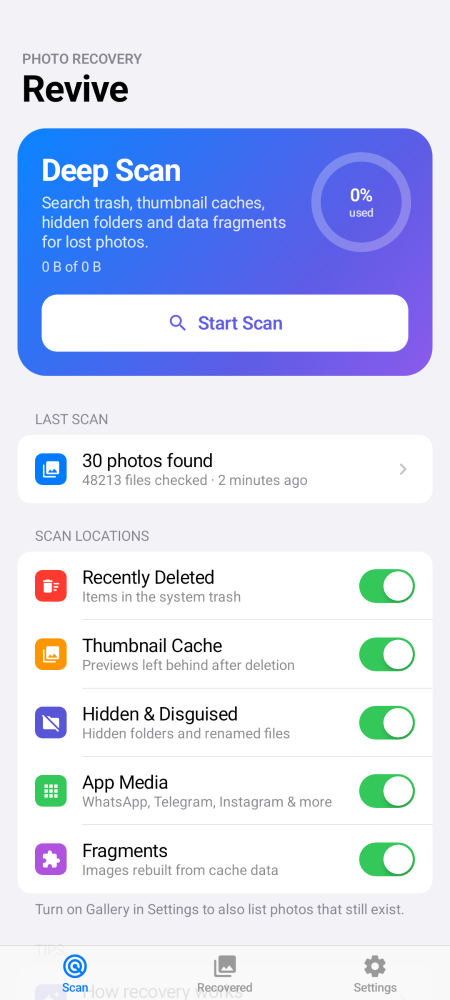 PHOTO RECOVERY
Revive
Deep Scan
Search trash, thumbnail caches,
hidden folders and data fragments
for lost photos.
0 B of 0 B
0%
used
Start Scan
LAST SCAN
30 photos found
48213 files checked · 2 minutes ago
SCAN LOCATIONS
Recently Deleted
Items in the system trash
Thumbnail Cache
Previews left behind after deletion
Hidden & Disguised
Hidden folders and renamed files
App Media
WhatsApp, Telegram, Instagram & more
Fragments
Images rebuilt from cache data
Turn on Gallery in Settings to also list photos that still exist.
TIPS
How recovery works
Scan
Recovered
Settings